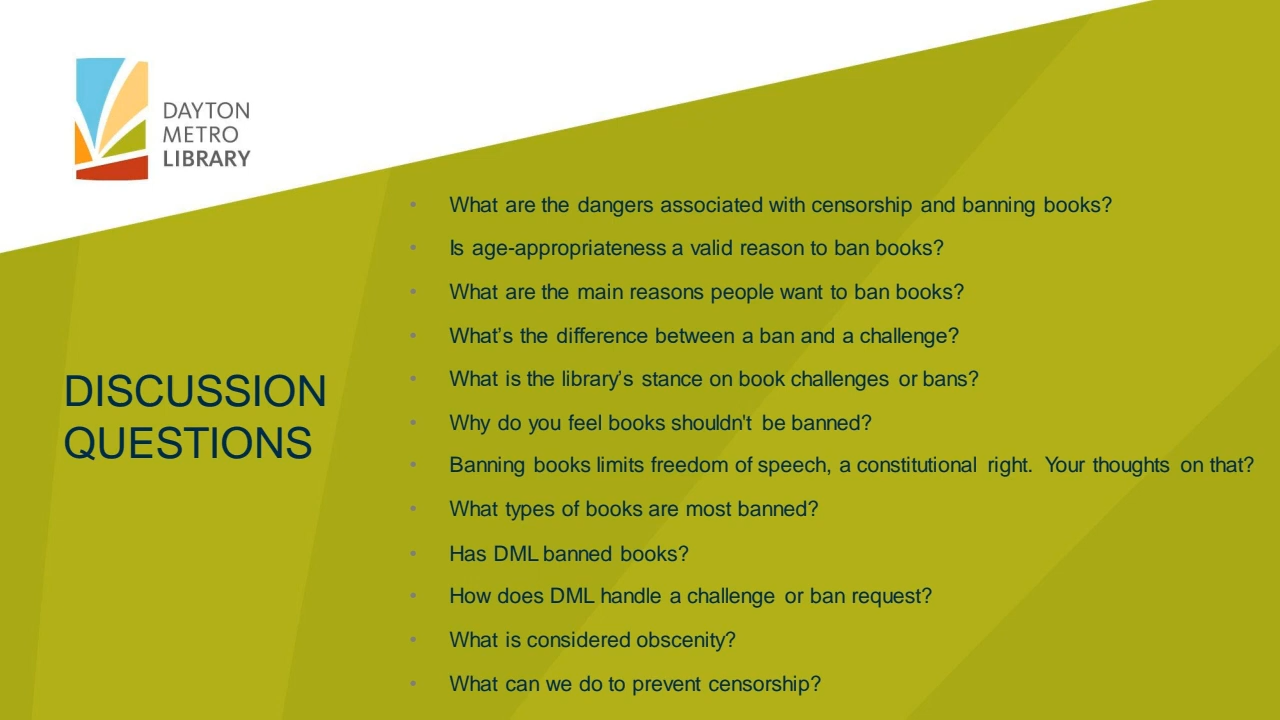 DAYTON
METRO
LIBRARY
DISCUSSION
QUESTIONS
• What are the dangers associated with censorship and banning books?
• Is age-appropriateness a valid reason to ban books?
• What are the main reasons people want to ban books?
• What’s the difference between a ban and a challenge?
• What is the library’s stance on book challenges or bans?
• Why do you feel books shouldn't be banned?
• Banning books limits freedom of speech, a constitutional right. Your thoughts on that?
• What types of books are most banned?
• Has DML banned books?
• How does DML handle a challenge or ban request?
• What is considered obscenity?
• What can we do to prevent censorship?